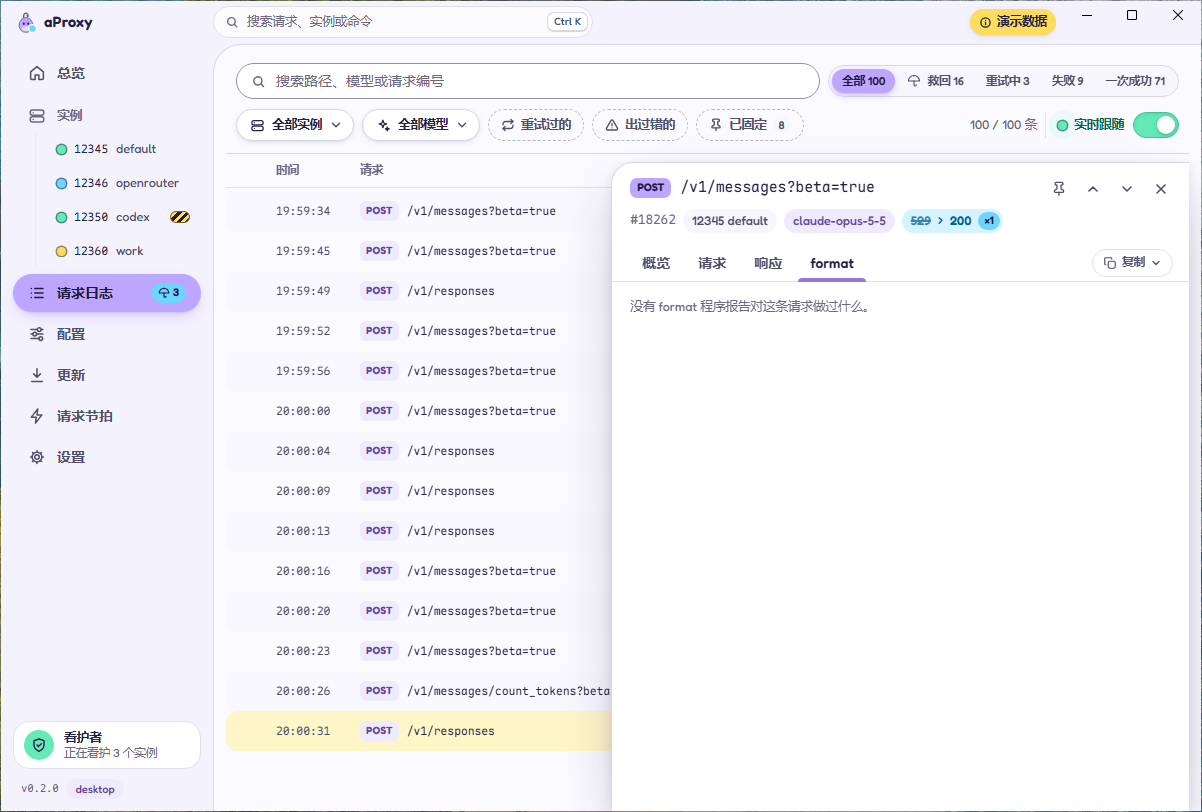 aProxy
搜索请求、实例或命令
Ctrl K
演示数据
总览
实例
12345 default
12346 openrouter
12350 codex
12360 work
请求日志 3
配置
更新
请求节拍
设置
看护者
正在看护 3 个实例
v0.2.0 desktop
搜索路径、模型或请求编号
全部 100 救回 16 重试中 3 失败 9 一次成功 71
全部实例 全部模型 重试过的 出过错的 已固定 8
100 / 100 条 实时跟随
时间 请求
19:59:34 POST /v1/messages?beta=true
19:59:45 POST /v1/messages?beta=true
19:59:49 POST /v1/responses
19:59:52 POST /v1/messages?beta=true
19:59:56 POST /v1/messages?beta=true
20:00:00 POST /v1/messages?beta=true
20:00:04 POST /v1/responses
20:00:09 POST /v1/responses
20:00:13 POST /v1/responses
20:00:16 POST /v1/messages?beta=true
20:00:20 POST /v1/messages?beta=true
20:00:23 POST /v1/messages?beta=true
20:00:26 POST /v1/messages/count_tokens?beta
20:00:31 POST /v1/responses
POST /v1/messages?beta=true
#18262 12345 default claude-opus-5-5 529 > 200 x1
概览 请求 响应 format
复制
没有 format 程序报告对这条请求做过什么。